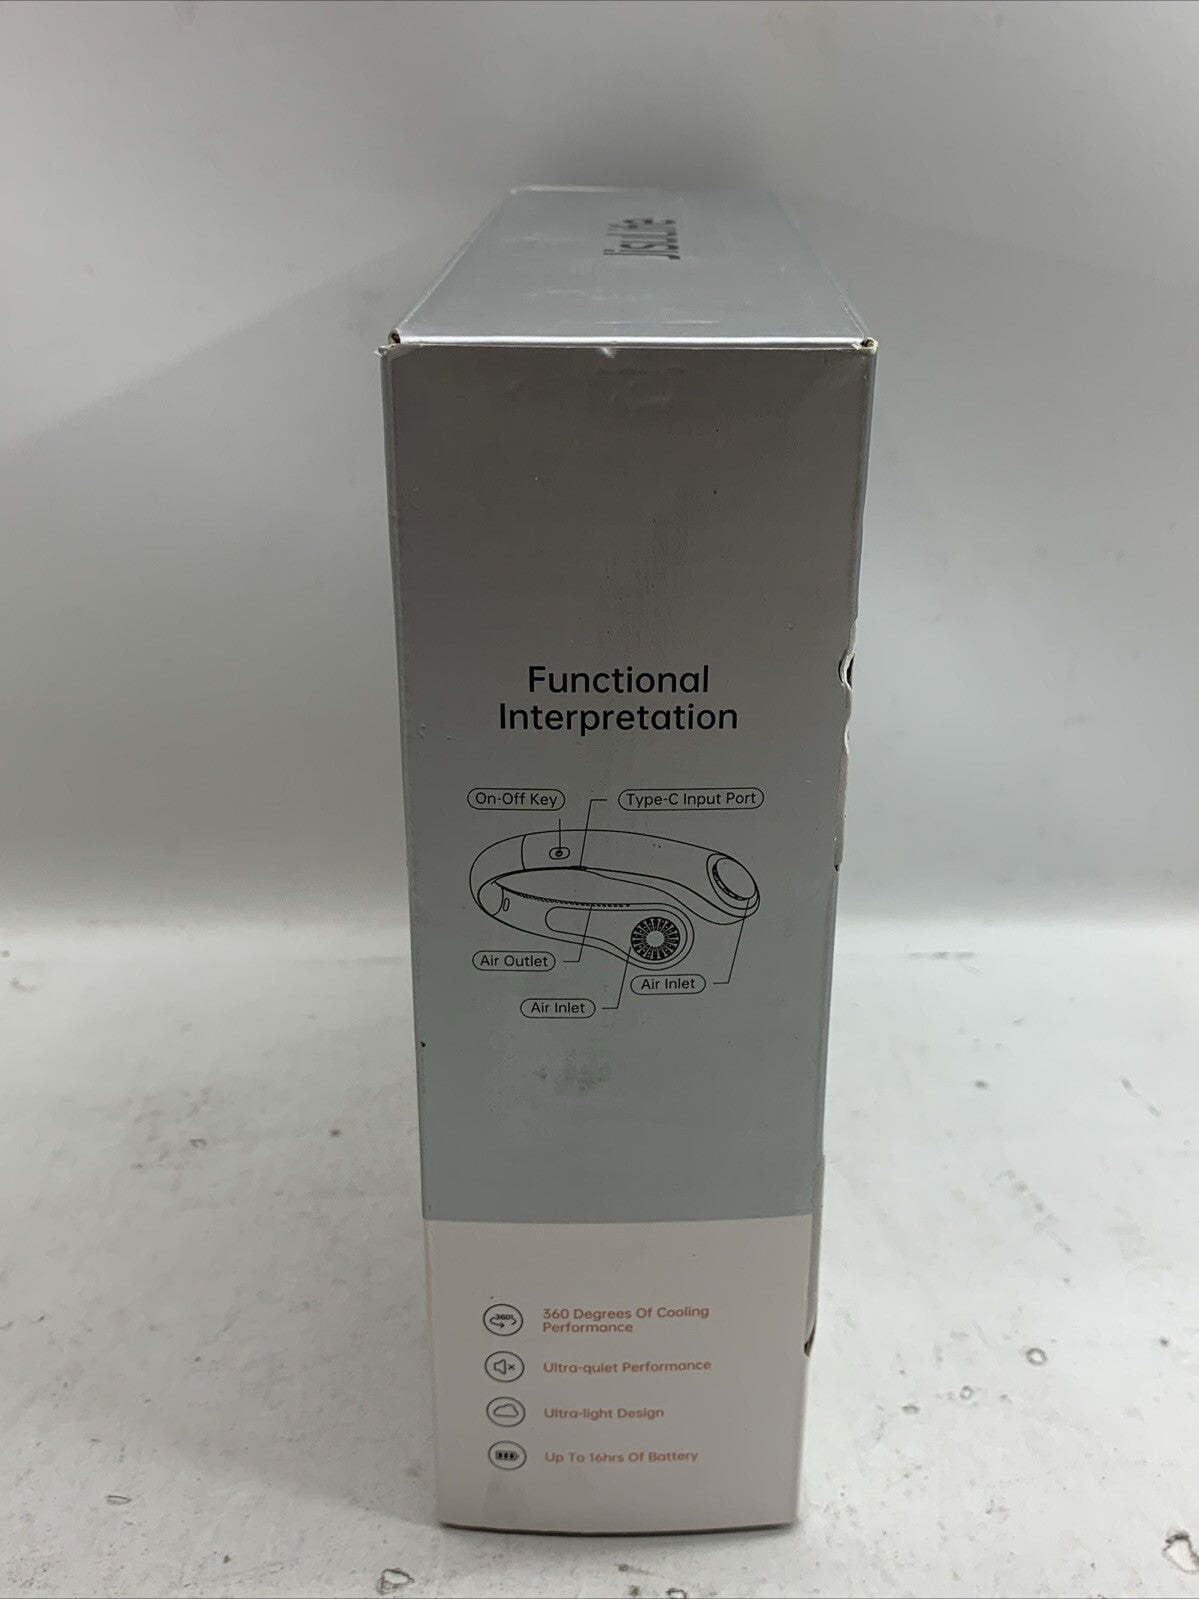 JISULIFE
Functional
Interpretation
On-Off Key
Type-C Input Port
Air Outlet
Air Inlet
Air Inlet
360°
360 Degrees Of Cooling
Performance
Ultra-quiet Performance
Ultra-light Design
Up To 16hrs Of Battery